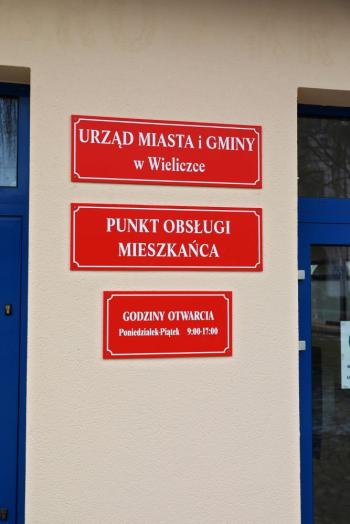 URZĄD MIASTA i GMINY
w Wieliczce
PUNKT OBSŁUGI
MIESZKAŃCA
GODZINY OTWARCIA
Poniedziałek-Piątek 9:00-17:00